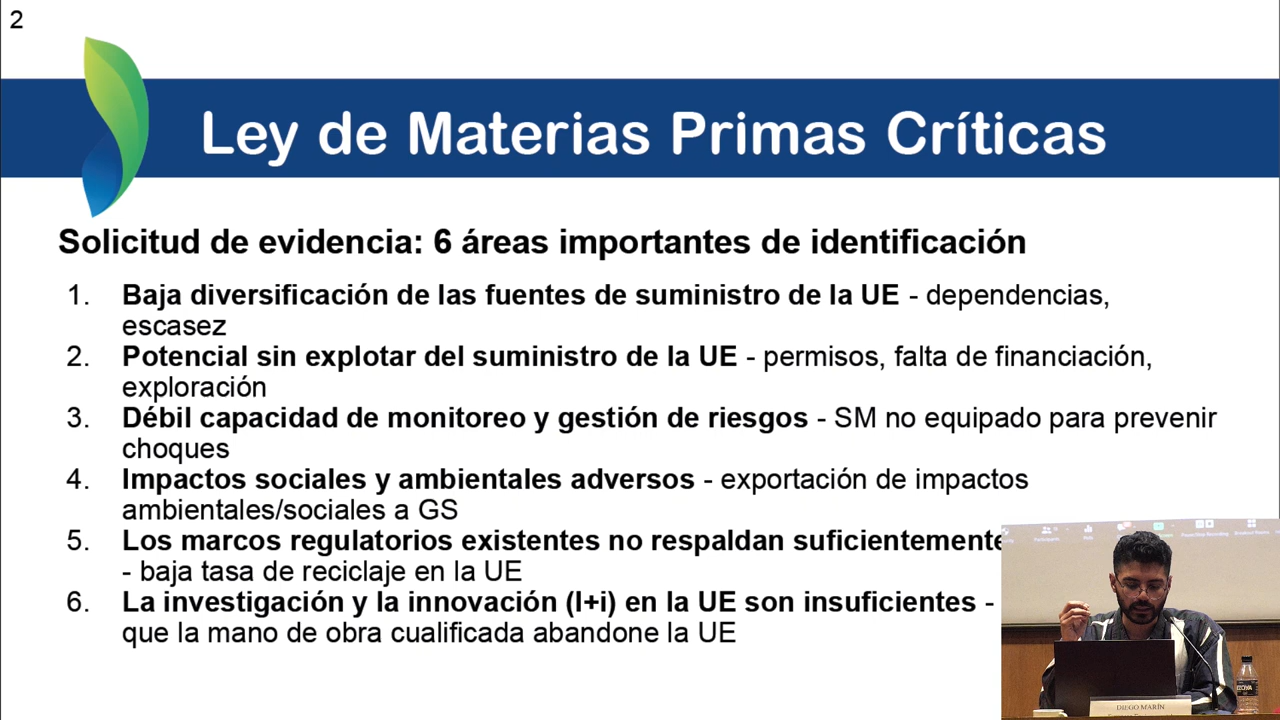 2
Ley de Materias Primas Críticas
Solicitud de evidencia: 6 áreas importantes de identificación
1. Baja diversificación de las fuentes de suministro de la UE - dependencias,
escasez
2. Potencial sin explotar del suministro de la UE - permisos, falta de financiación,
exploración
3. Débil capacidad de monitoreo y gestión de riesgos - SM no equipado para prevenir
choques
4. Impactos sociales y ambientales adversos - exportación de impactos
ambientales/sociales a GS
5. Los marcos regulatorios existentes no respaldan suficientemente
- baja tasa de reciclaje en la UE
6. La investigación y la innovación (I+i) en la UE son insuficientes -
que la mano de obra cualificada abandone la UE
DIEGO MARÍN